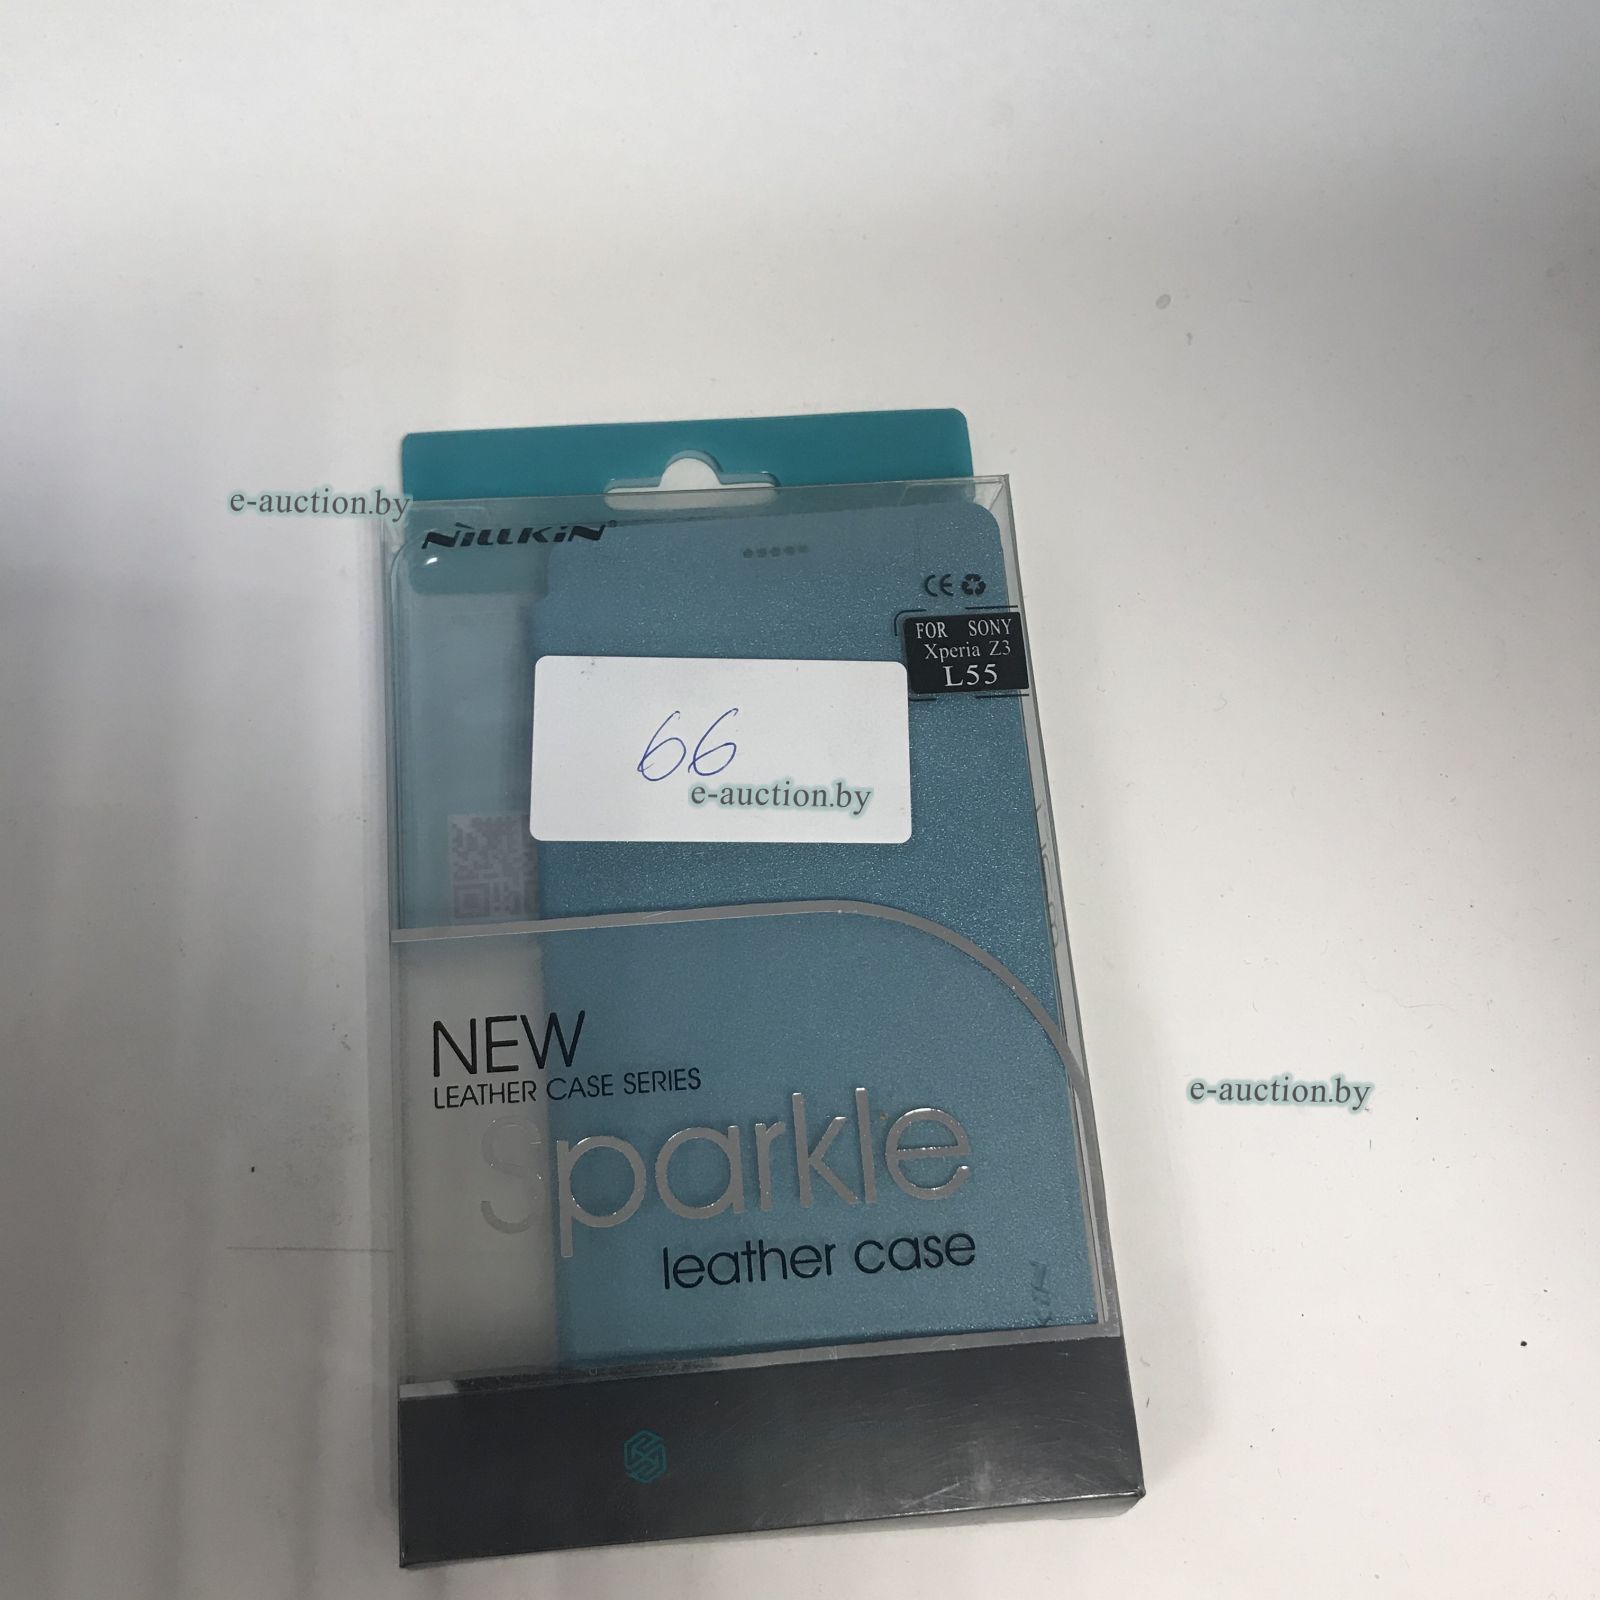 e-auction.by
NiLLKiN®
CE
FOR SONY
Xperia Z3
L55
66
e-auction.by
NEW
LEATHER CASE SERIES
e-auction.by
Sparkle
leather case